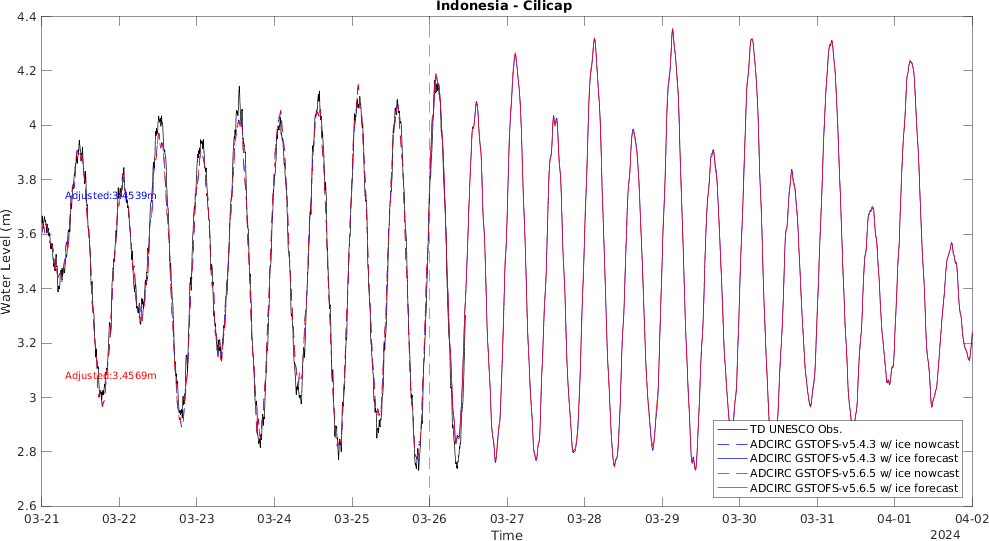 Indonesia - Cilicap
4.4
4.2
4
3.8
3.6
3.4
3.2
3
2.8
2.6
Water Level (m)
Adjusted:3.4539m
Adjusted:3.4569m
TD UNESCO Obs.
ADCIRC GSTOFS-v5.4.3 w/ ice nowcast
ADCIRC GSTOFS-v5.4.3 w/ ice forecast
ADCIRC GSTOFS-v5.6.5 w/ ice nowcast
ADCIRC GSTOFS-v5.6.5 w/ ice forecast
03-21 03-22 03-23 03-24 03-25 03-26 03-27 03-28 03-29 03-30 03-31 04-01 04-02
Time
2024